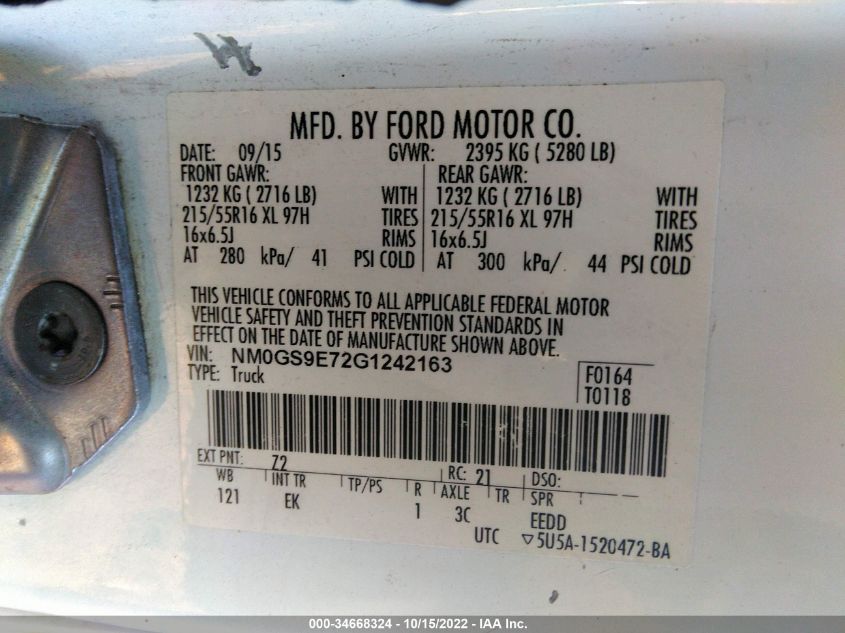 MFD. BY FORD MOTOR CO.
DATE: 09/15 GVWR: 2395 KG ( 5280 LB)
FRONT GAWR: REAR GAWR:
1232 KG ( 2716 LB) WITH 1232 KG ( 2716 LB) WITH
215/55R16 XL 97H TIRES 215/55R16 XL 97H TIRES
16x6.5J RIMS 16x6.5J RIMS
AT 280 kPa/ 41 PSI COLD AT 300 kPa/ 44 PSI COLD
THIS VEHICLE CONFORMS TO ALL APPLICABLE FEDERAL MOTOR
VEHICLE SAFETY AND THEFT PREVENTION STANDARDS IN
EFFECT ON THE DATE OF MANUFACTURE SHOWN ABOVE.
VIN: NM0GS9E72G1242163
TYPE: Truck
F0164
T0118
EXT PNT: Z2 RC: 21 DSO:
WB INT TR TP/PS R AXLE TR SPR
121 EK 1 3C EEDD
UTC ▽5U5A-1520472-BA
000-34668324 - 10/15/2022 - IAA Inc.